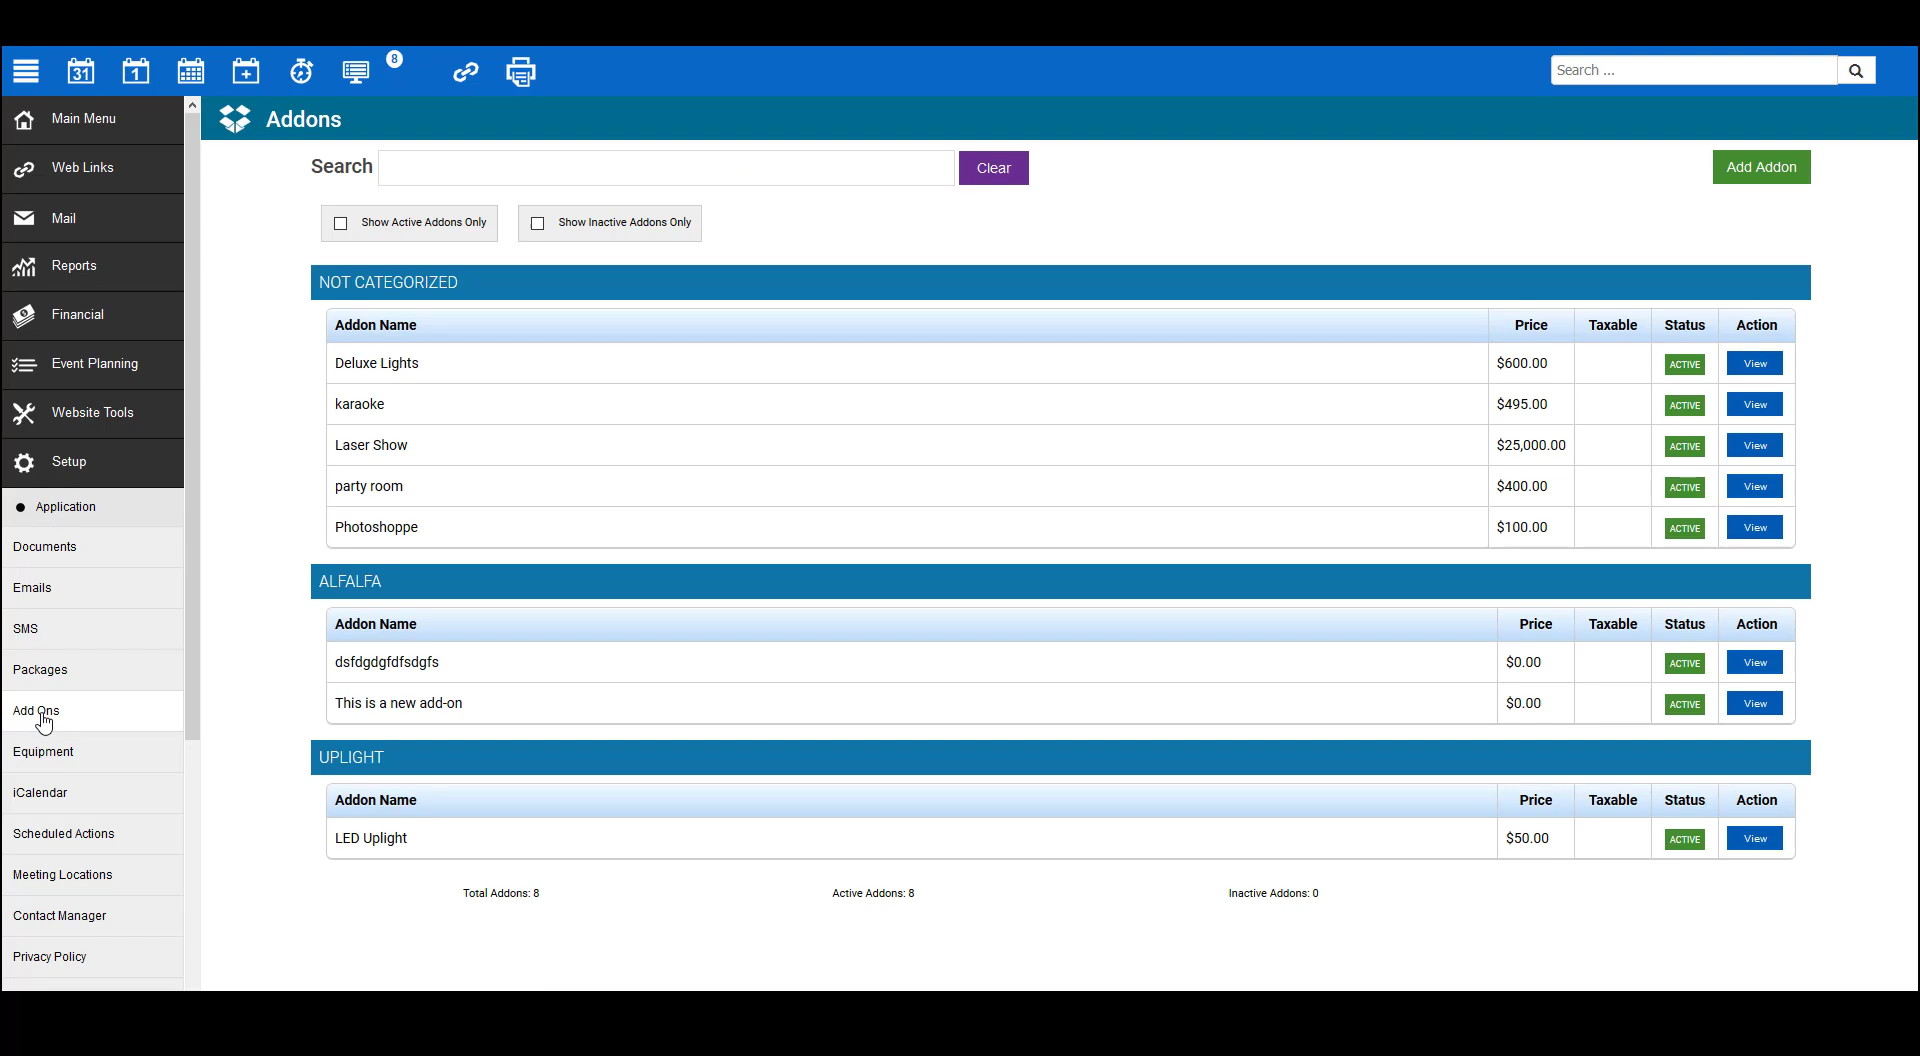 31 1 8 Search ...
Main Menu
Web Links
Mail
Reports
Financial
Event Planning
Website Tools
Setup
Application
Documents
Emails
SMS
Packages
Add Ons
Equipment
iCalendar
Scheduled Actions
Meeting Locations
Contact Manager
Privacy Policy
Addons
Search Clear Add Addon
Show Active Addons Only Show Inactive Addons Only
NOT CATEGORIZED
Addon Name Price Taxable Status Action
Deluxe Lights $600.00 ACTIVE View
karaoke $495.00 ACTIVE View
Laser Show $25,000.00 ACTIVE View
party room $400.00 ACTIVE View
Photoshoppe $100.00 ACTIVE View
ALFALFA
Addon Name Price Taxable Status Action
dsfdgdgfdfsdgfs $0.00 ACTIVE View
This is a new add-on $0.00 ACTIVE View
UPLIGHT
Addon Name Price Taxable Status Action
LED Uplight $50.00 ACTIVE View
Total Addons: 8 Active Addons: 8 Inactive Addons: 0